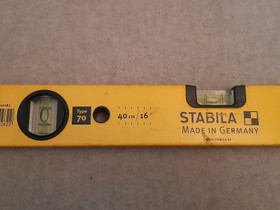 Type
70
40 cm / 16"
STABILA
MADE IN GERMANY